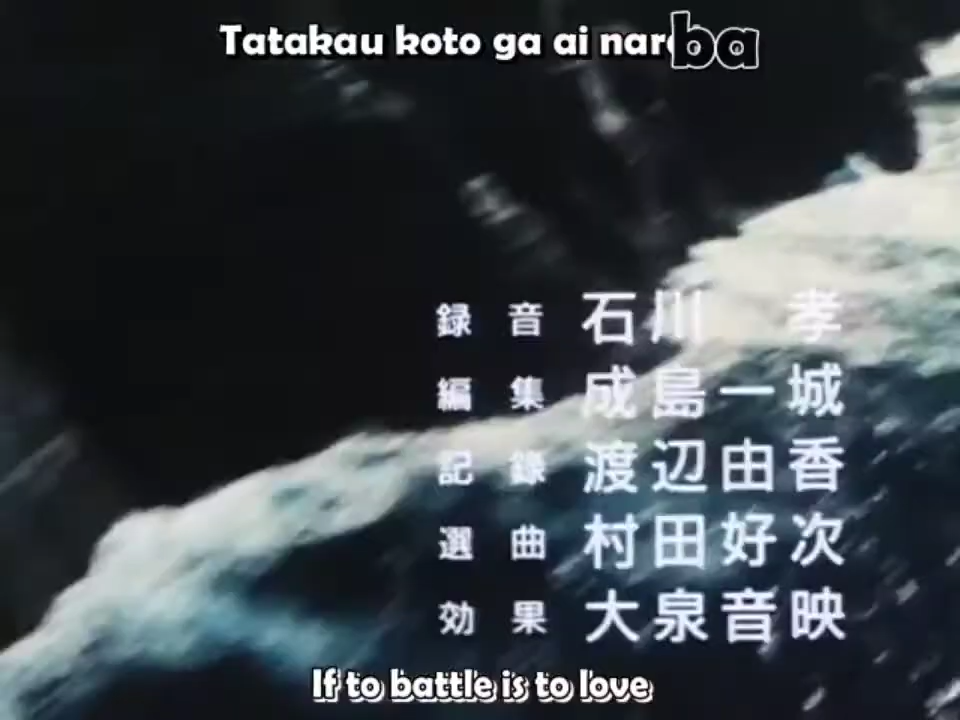 Tatakau koto ga ai naraba
録音 石川 孝
編集 成島一城
記録 渡辺由香
選曲 村田好次
効果 大泉音映
If to battle is to love